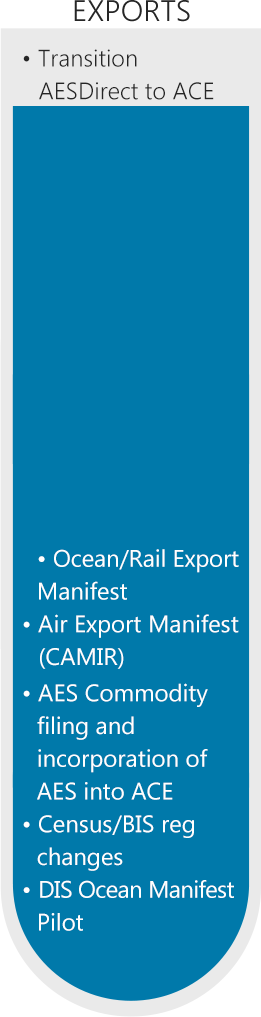 EXPORTS
• Transition
AESDirect to ACE
• Ocean/Rail Export
Manifest
• Air Export Manifest
(CAMIR)
• AES Commodity
filing and
incorporation of
AES into ACE
• Census/BIS reg
changes
• DIS Ocean Manifest
Pilot